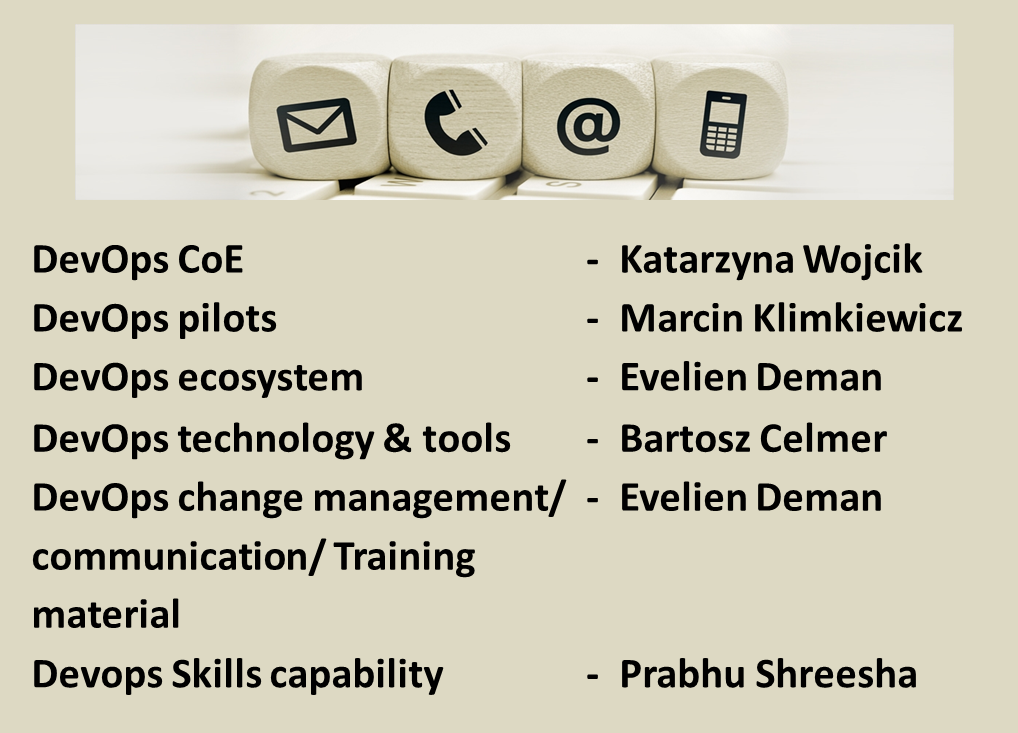 @
DevOps CoE - Katarzyna Wojcik
DevOps pilots - Marcin Klimkiewicz
DevOps ecosystem - Evelien Deman
DevOps technology & tools - Bartosz Celmer
DevOps change management/ - Evelien Deman
communication/ Training
material
Devops Skills capability - Prabhu Shreesha